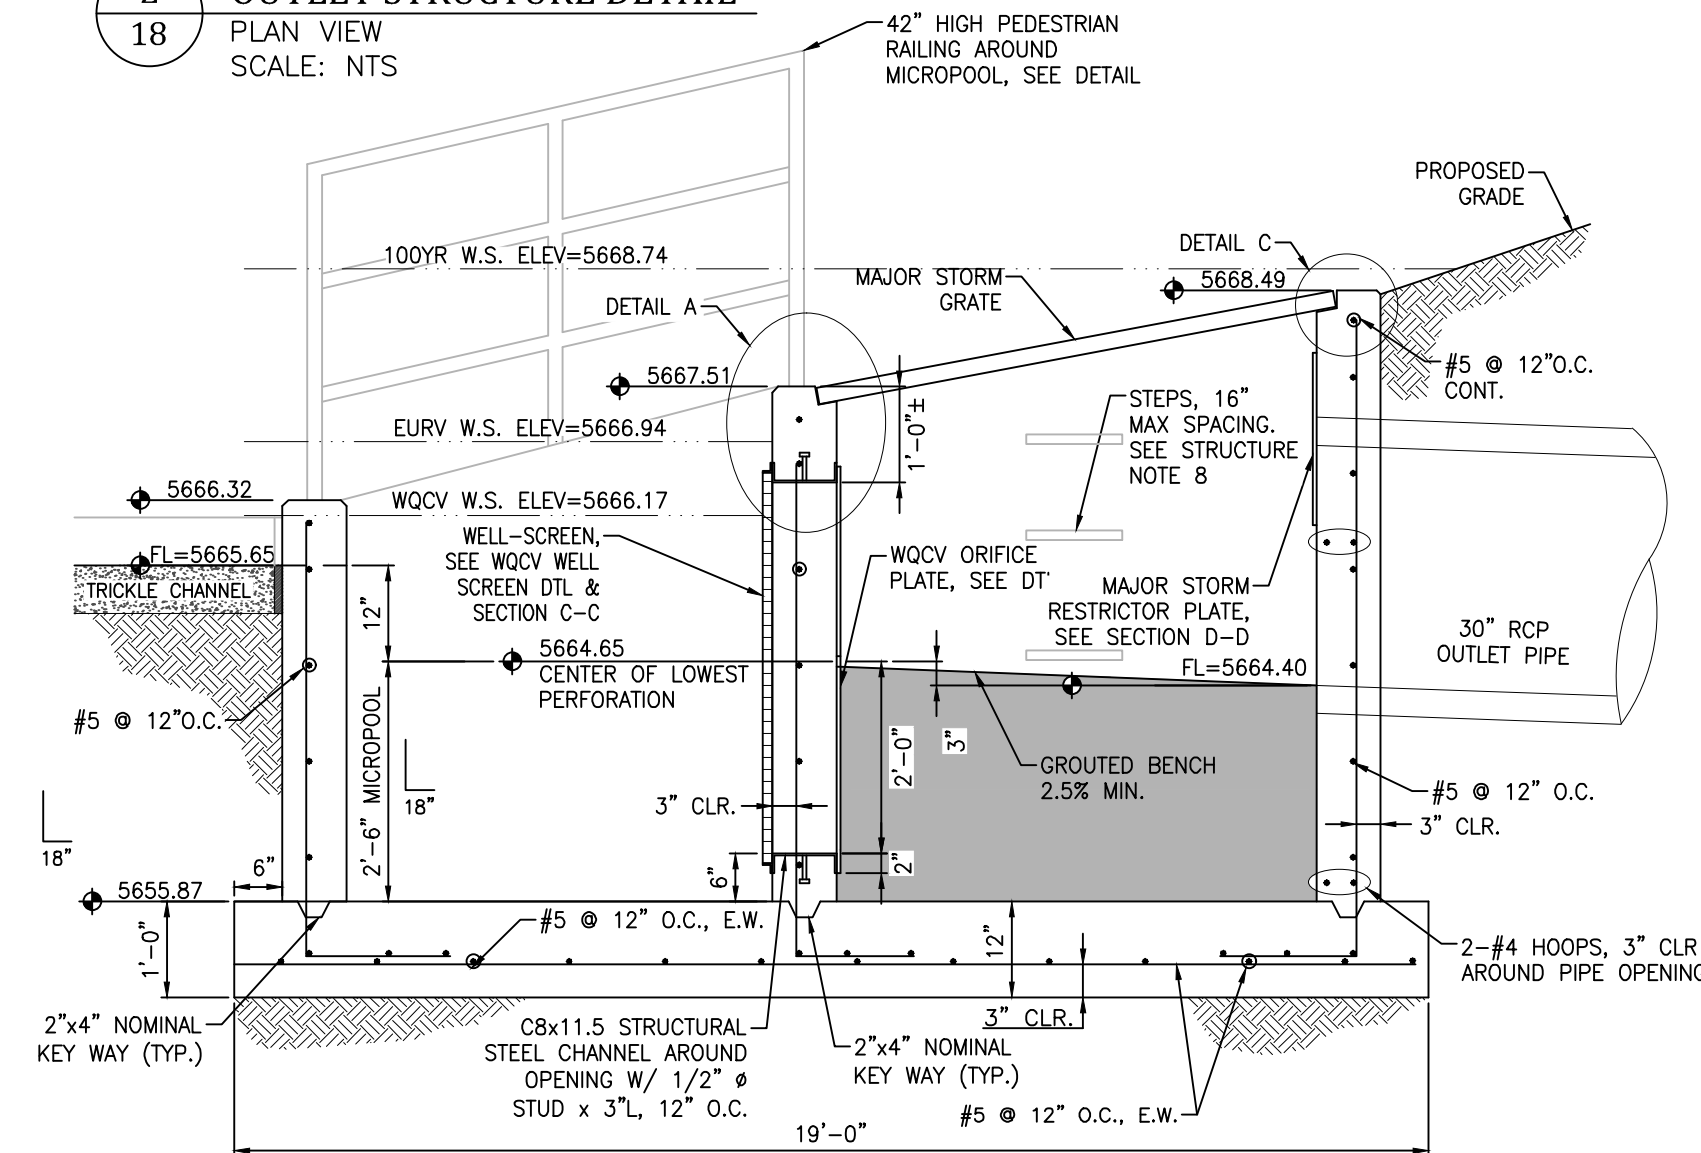 2
OUTLET STRUCTURE DETAIL
18
PLAN VIEW
SCALE: NTS
42" HIGH PEDESTRIAN
RAILING AROUND
MICROPOOL, SEE DETAIL
PROPOSED
GRADE
100YR W.S. ELEV=5668.74
DETAIL C
5668.49
MAJOR STORM
GRATE
DETAIL A
#5 @ 12"O.C.
CONT.
5667.51
1'-0"±
STEPS, 16"
MAX SPACING.
SEE STRUCTURE
NOTE 8
EURV W.S. ELEV=5666.94
5666.32
WQCV W.S. ELEV=5666.17
WELL-SCREEN,
SEE WQCV WELL
SCREEN DTL &
SECTION C-C
FL=5665.65
TRICKLE CHANNEL
12"
WQCV ORIFICE
PLATE, SEE DT'
MAJOR STORM
RESTRICTOR PLATE,
SEE SECTION D-D
30" RCP
OUTLET PIPE
5664.65
CENTER OF LOWEST
PERFORATION
FL=5664.40
#5 @ 12"O.C.
2'-6" MICROPOOL
2'-0"
3"
GROUTED BENCH
2.5% MIN.
18"
18"
3" CLR.
#5 @ 12" O.C.
3" CLR.
6"
6"
2"
5655.87
1'-0"
#5 @ 12" O.C., E.W.
12"
2-#4 HOOPS, 3" CLR
AROUND PIPE OPENING
3" CLR.
2"x4" NOMINAL
KEY WAY (TYP.)
C8x11.5 STRUCTURAL
STEEL CHANNEL AROUND
OPENING W/ 1/2" ø
STUD x 3"L, 12" O.C.
2"x4" NOMINAL
KEY WAY (TYP.)
#5 @ 12" O.C., E.W.
19'-0"